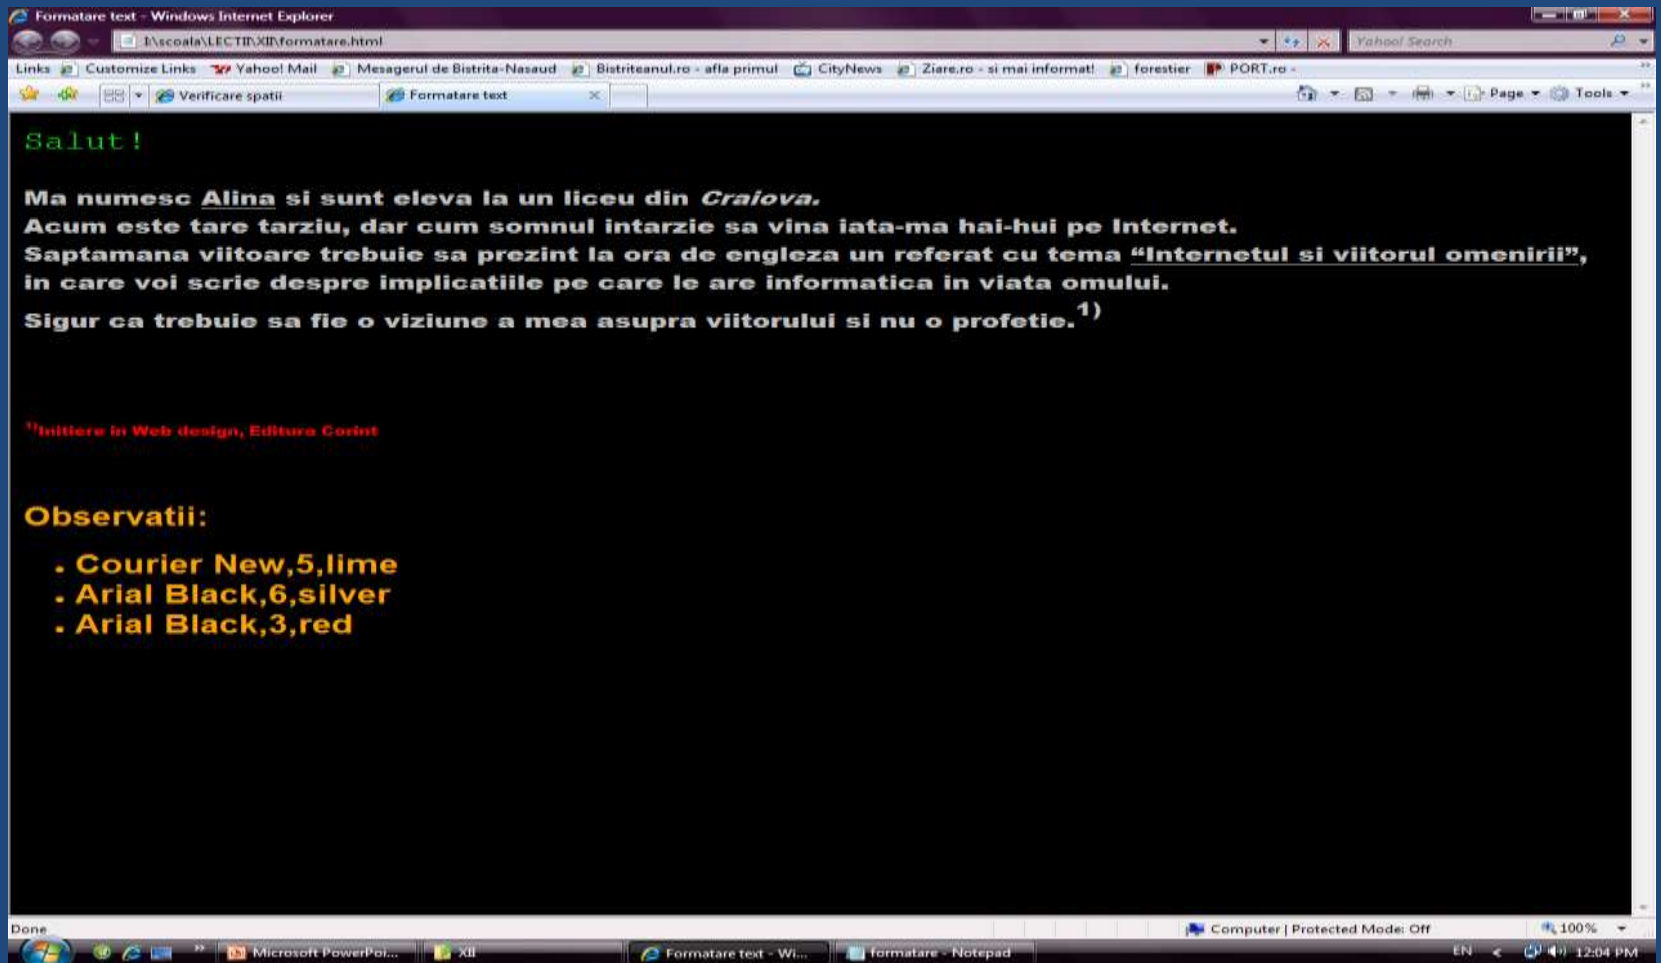 Formatare text - Windows Internet Explorer
I:\scoala\LECTII\XII\formatare.html
Yahoo! Search
Links Customize Links Yahoo! Mail Mesagerul de Bistrita-Nasaud Bistriteanul.ro - afla primul CityNews Ziare.ro - si mai informat! forestier PORT.ro -
Verificare spatii Formatare text Page Tools
Salut!
Ma numesc Alina si sunt eleva la un liceu din Craiova.
Acum este tare tarziu, dar cum somnul intarzie sa vina iata-ma hai-hui pe Internet.
Saptamana viitoare trebuie sa prezint la ora de engleza un referat cu tema “Internetul si viitorul omenirii”,
in care voi scrie despre implicatiile pe care le are informatica in viata omului.
Sigur ca trebuie sa fie o viziune a mea asupra viitorului si nu o profetie.1)
1)Initiere in Web design, Editura Corint
Observatii:
• Courier New,5,lime
• Arial Black,6,silver
• Arial Black,3,red
Done Computer | Protected Mode: Off 100%
Microsoft PowerPoi... XII Formatare text - Wi... formatare - Notepad EN 12:04 PM